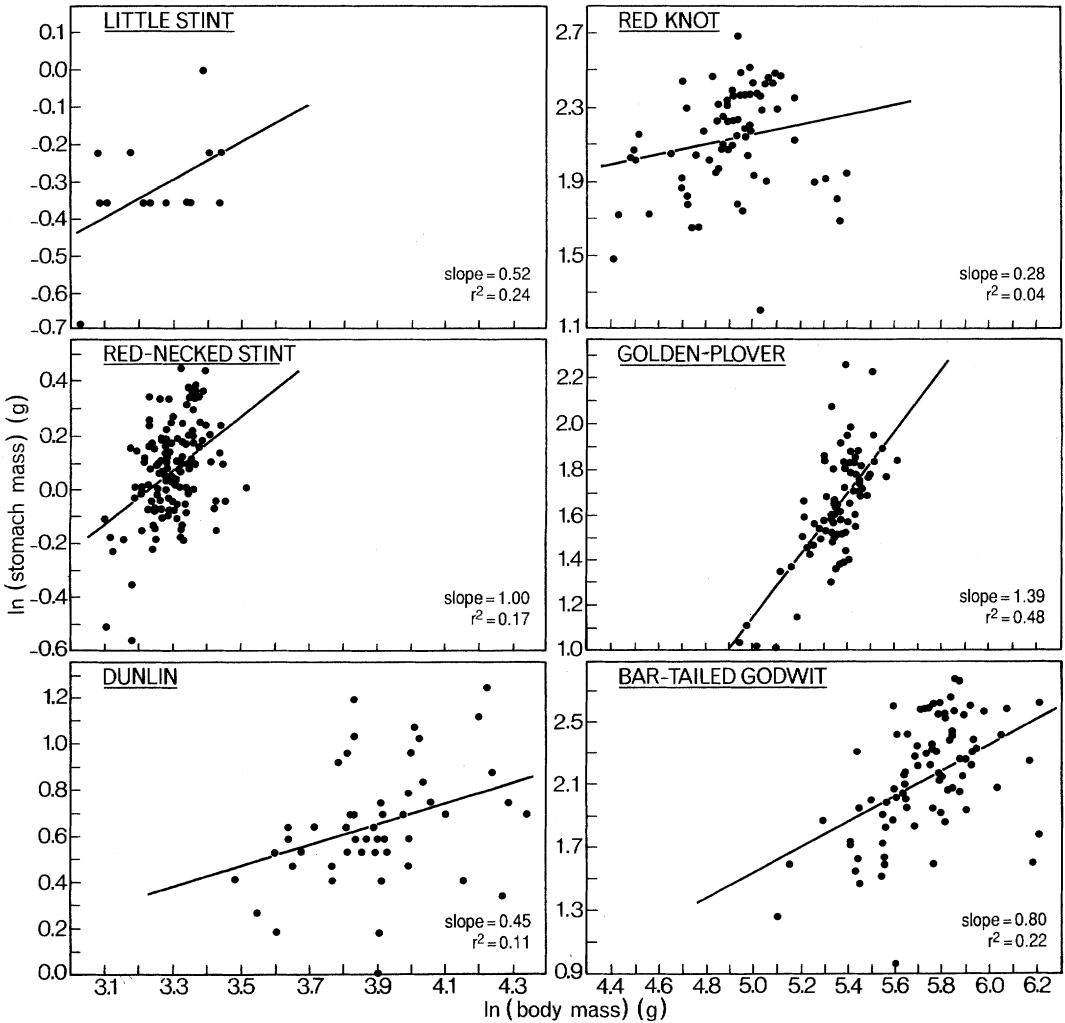 LITTLE STINT
0.1
0.0
-0.1
-0.2
-0.3
-0.4
-0.5
-0.6
-0.7
slope = 0.52
r² = 0.24
RED KNOT
2.7
2.3
1.9
1.5
1.1
slope = 0.28
r² = 0.04
RED-NECKED STINT
0.4
0.2
0.0
-0.2
-0.4
-0.6
slope = 1.00
r² = 0.17
GOLDEN-PLOVER
2.2
2.0
1.8
1.6
1.4
1.2
1.0
slope = 1.39
r² = 0.48
ln (stomach mass) (g)
DUNLIN
1.2
1.0
0.8
0.6
0.4
0.2
0.0
slope = 0.45
r² = 0.11
3.1 3.3 3.5 3.7 3.9 4.1 4.3
BAR-TAILED GODWIT
2.5
2.1
1.7
1.3
0.9
slope = 0.80
r² = 0.22
4.4 4.6 4.8 5.0 5.2 5.4 5.6 5.8 6.0 6.2
ln (body mass) (g)